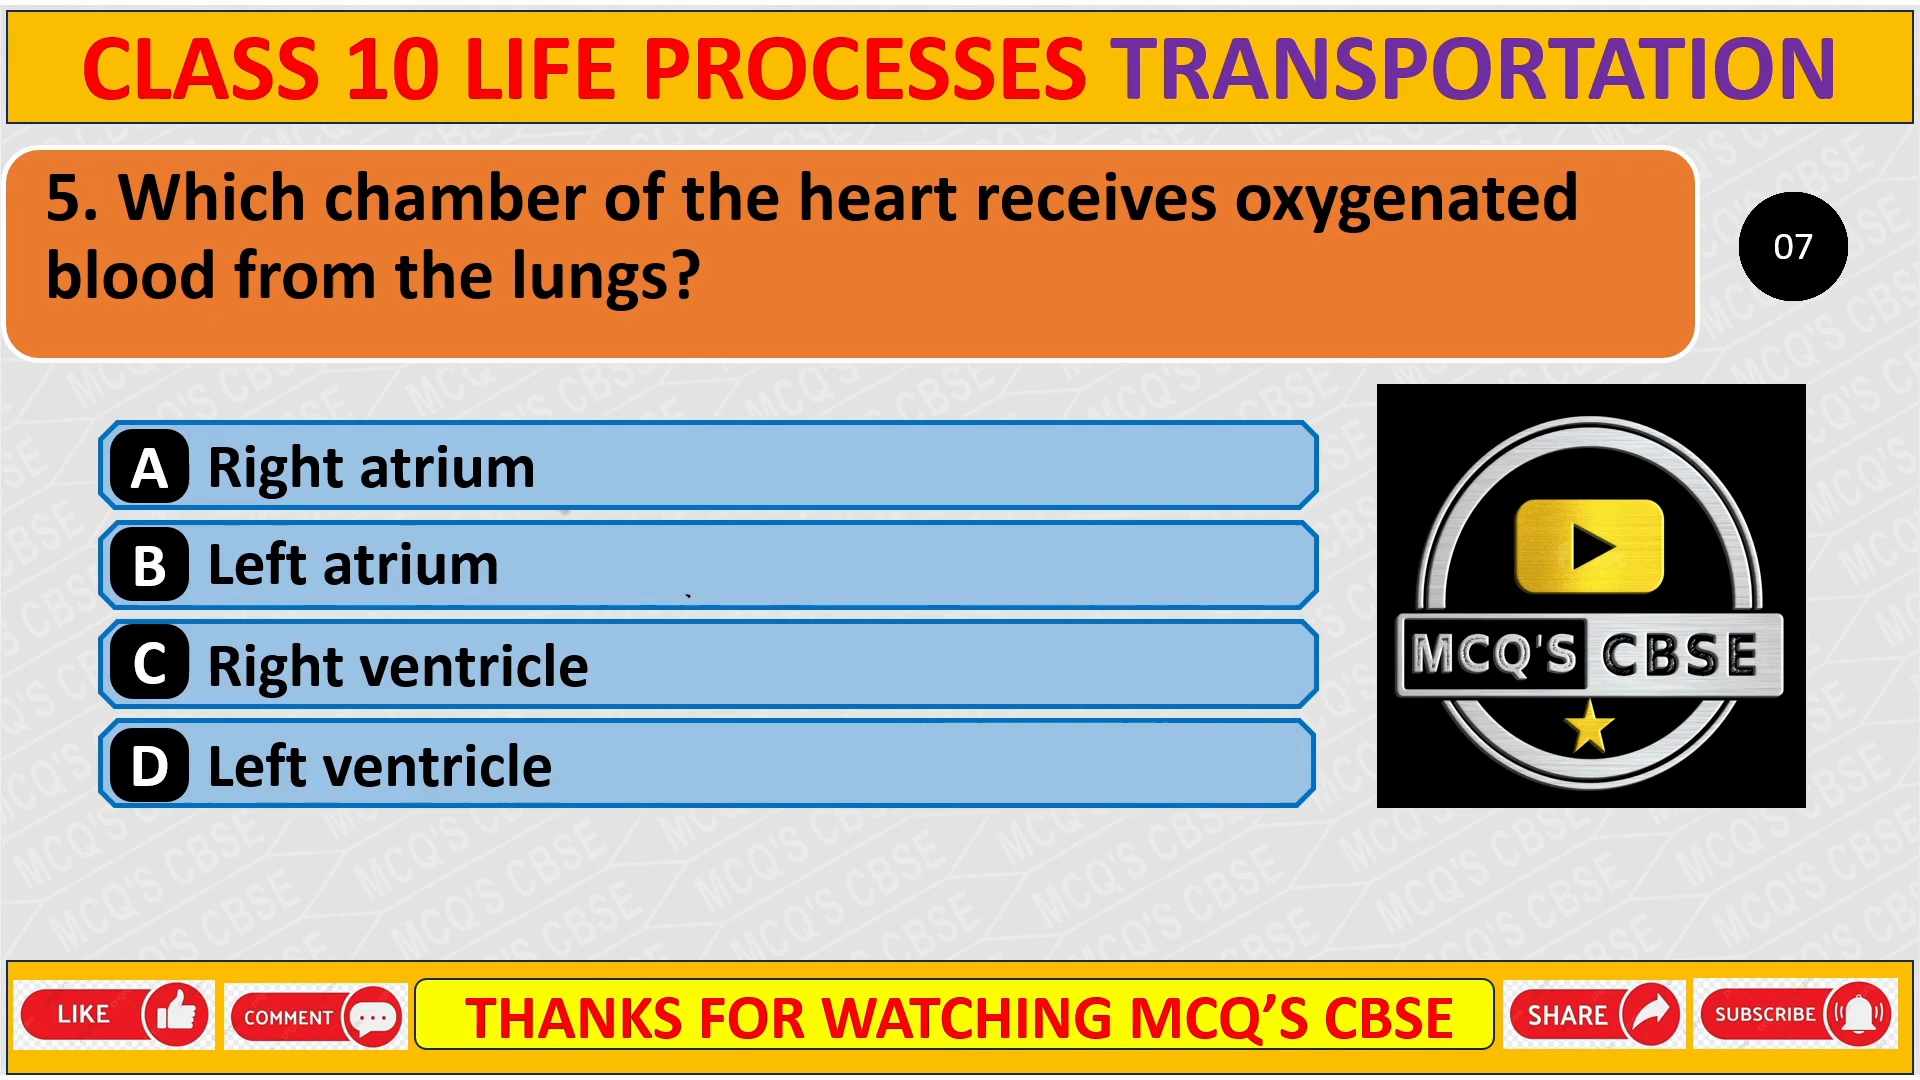 CLASS 10 LIFE PROCESSES TRANSPORTATION
5. Which chamber of the heart receives oxygenated
blood from the lungs?
07
A Right atrium
B Left atrium
C Right ventricle
D Left ventricle
MCQ'S CBSE
LIKE
COMMENT
THANKS FOR WATCHING MCQ’S CBSE
SHARE
SUBSCRIBE